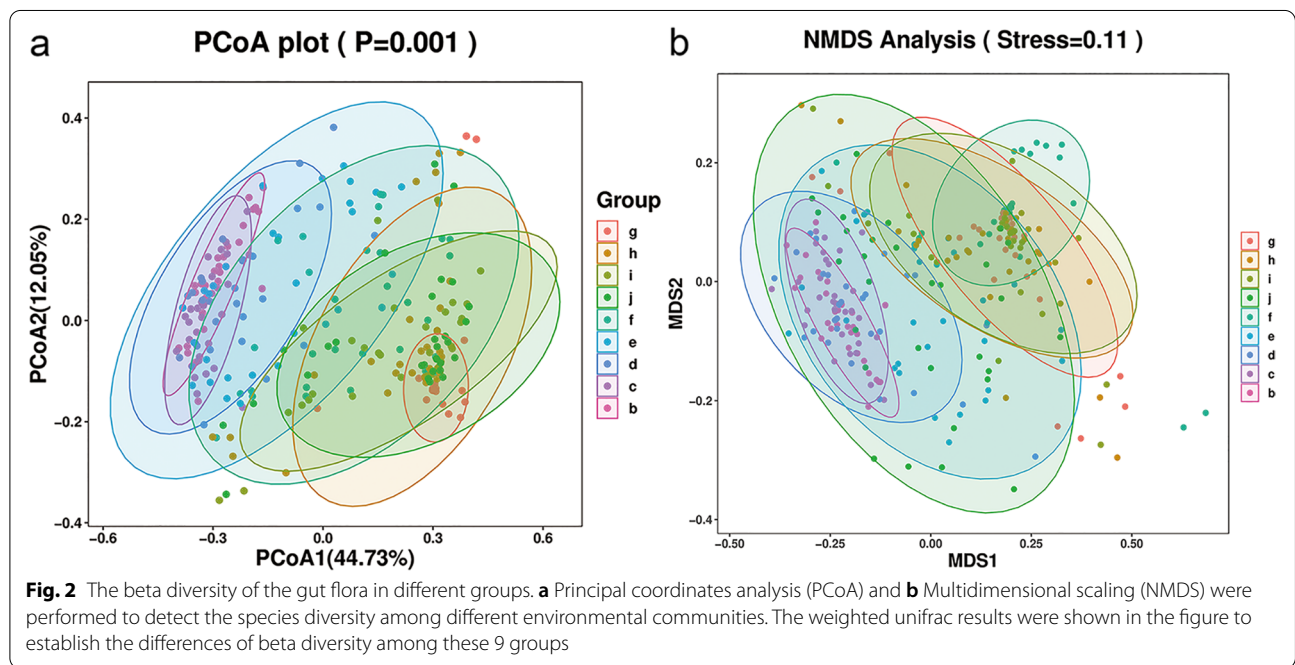 a
PCoA plot ( P=0.001 )
0.4
0.2
0.0
−0.2
−0.4
PCoA2(12.05%)
−0.6
−0.3
0.0
0.3
0.6
PCoA1(44.73%)
Group
g
h
i
j
f
e
d
c
b
b
NMDS Analysis ( Stress=0.11 )
0.2
0.0
−0.2
−0.4
MDS2
−0.50
−0.25
0.00
0.25
0.50
MDS1
g
h
i
j
f
e
d
c
b
Fig. 2 The beta diversity of the gut flora in different groups. a Principal coordinates analysis (PCoA) and b Multidimensional scaling (NMDS) were
performed to detect the species diversity among different environmental communities. The weighted unifrac results were shown in the figure to
establish the differences of beta diversity among these 9 groups